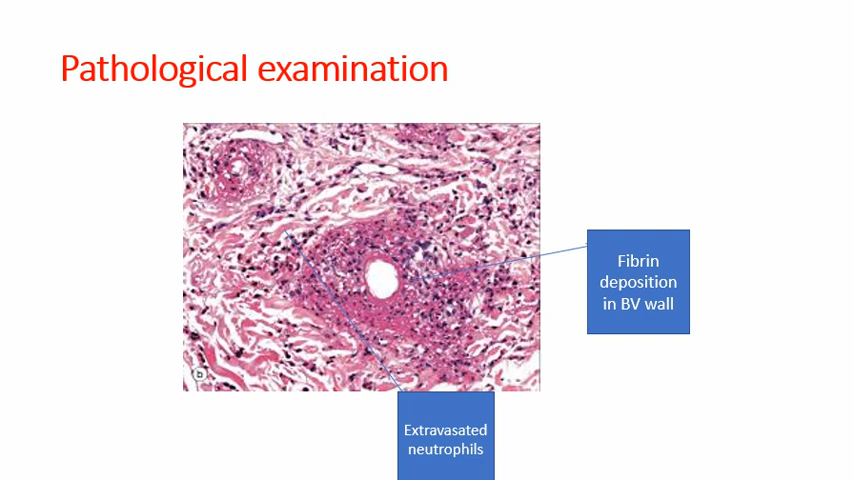 Pathological examination
Fibrin
deposition
in BV wall
b
Extravasated
neutrophils